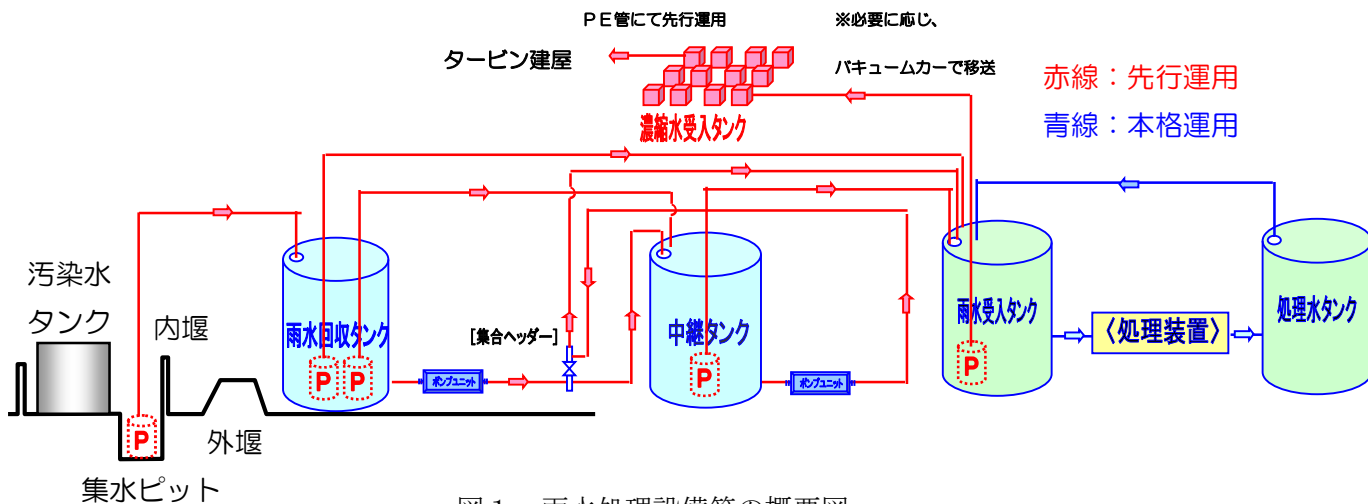 PE管にて先行運用
※必要に応じ、
バキュームカーで移送
タービン建屋
濃縮水受入タンク
赤線：先行運用
青線：本格運用
汚染水
タンク
内堰
外堰
集水ピット
P
雨水回収タンク
P
P
ポンプユニット
[集合ヘッダー]
中継タンク
P
ポンプユニット
雨水受入タンク
P
〈処理装置〉
処理水タンク